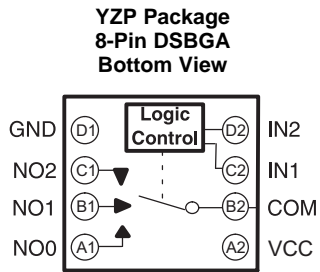 YZP Package
8-Pin DSBGA
Bottom View
Logic
Control
GND D1 D2 IN2
NO2 C1 C2 IN1
NO1 B1 B2 COM
NO0 A1 A2 VCC